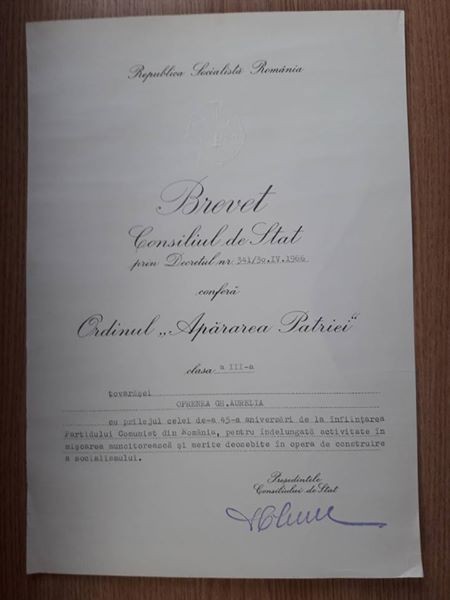 Republica Socialistă România
Brevet
Consiliul de Stat
prin Decretul nr. 341/30.IV.1966
conferă
Ordinul „Apărarea Patriei“
clasa a III-a
tovarășei
OPRENEA GH.AURELIA
cu prilejul celei de-a 45-a aniversări de la înființarea
Partidului Comunist din România, pentru îndelungată activitate în
mișcarea muncitorească și merite deosebite în opera de construire
a socialismului.
Președintele
Consiliului de Stat